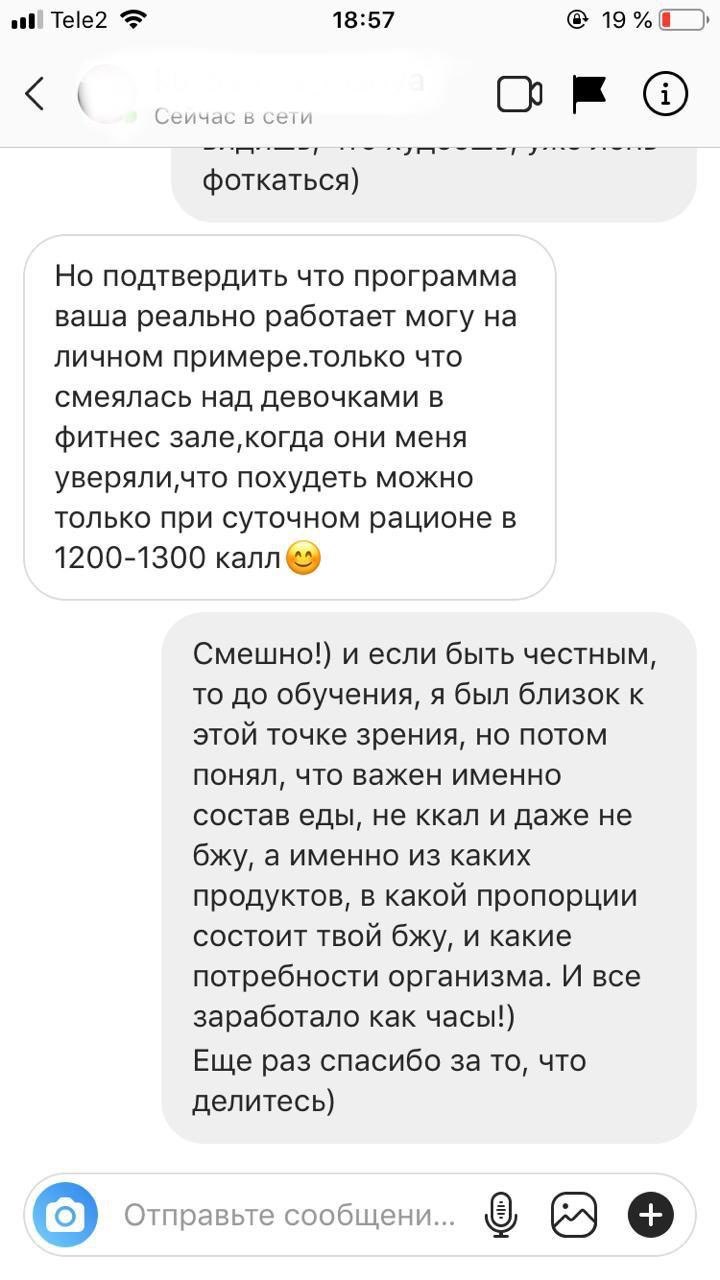 Tele2
18:57
19 %
Сейчас в сети
фоткаться)
Но подтвердить что программа
ваша реально работает могу на
личном примере.только что
смеялась над девочками в
фитнес зале,когда они меня
уверяли,что похудеть можно
только при суточном рационе в
1200-1300 калл😊
Смешно!) и если быть честным,
то до обучения, я был близок к
этой точке зрения, но потом
понял, что важен именно
состав еды, не ккал и даже не
бжу, а именно из каких
продуктов, в какой пропорции
состоит твой бжу, и какие
потребности организма. И все
заработало как часы!)
Еще раз спасибо за то, что
делитесь)
Отправьте сообщени...